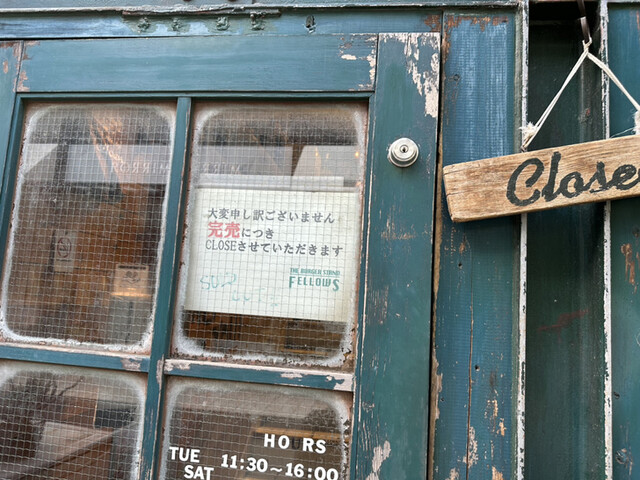 大変申し訳ございません
完売につき
CLOSEさせていただきます
THE BURGER STAND
FELLOWS
SOLD
OUT
Close
HOURS
TUE 11:30～16:00
SAT